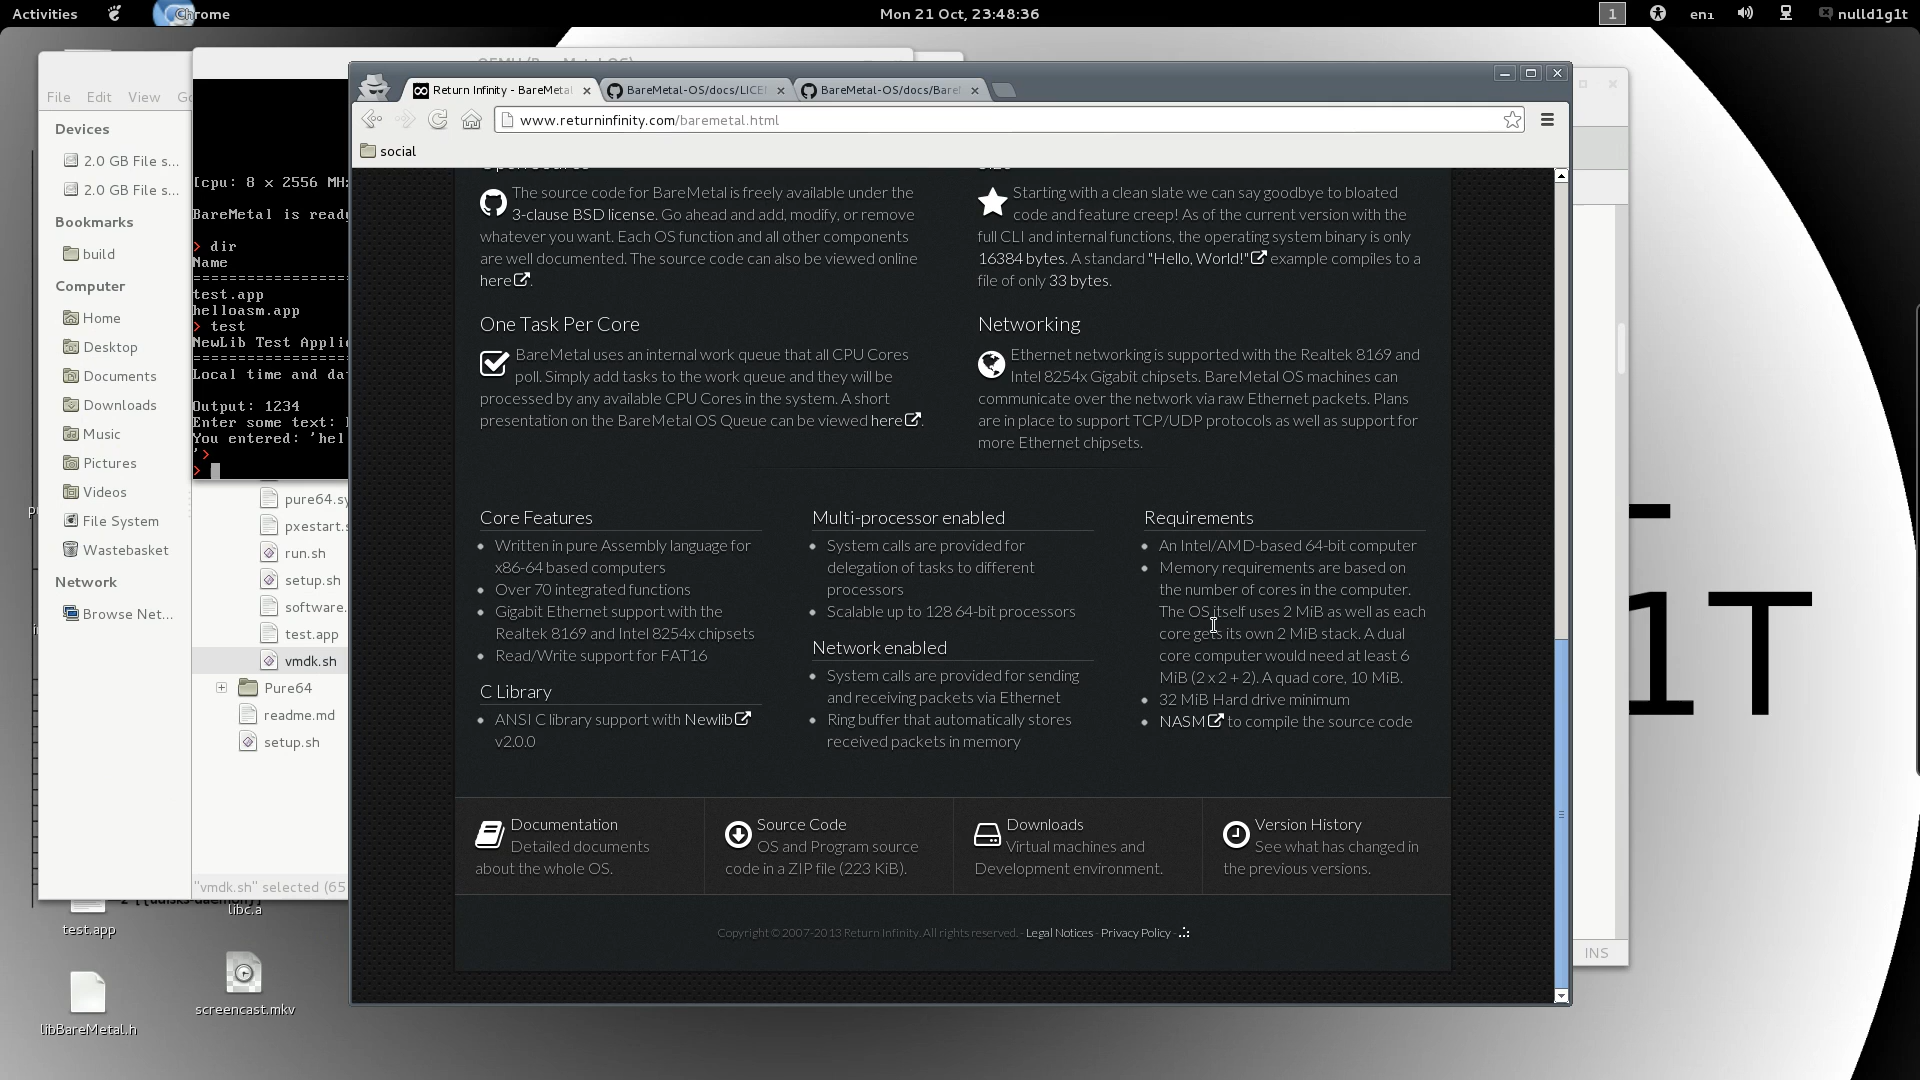 Activities
Chrome
Mon 21 Oct, 23:48:36
1
en₁
nulld1g1t
File Edit View
Devices
2.0 GB File s...
2.0 GB File s...
Bookmarks
build
Computer
Home
Desktop
Documents
Downloads
Music
Pictures
Videos
File System
Wastebasket
Network
Browse Net...
[cpu: 8 x 2556 MHz
BareMetal is ready
> dir
Name
test.app
helloasm.app
> test
NewLib Test Applic
Local time and dat
Output: 1234
Enter some text:
You entered: 'hel
'>
>
pure64.sy
pxestart.s
run.sh
setup.sh
software.
test.app
vmdk.sh
Pure64
readme.md
setup.sh
"vmdk.sh" selected (65
test.app
libc.a
libBareMetal.h
screencast.mkv
Return Infinity - BareMetal
BareMetal-OS/docs/LICE
BareMetal-OS/docs/Bare
www.returninfinity.com/baremetal.html
social
The source code for BareMetal is freely available under the
3-clause BSD license. Go ahead and add, modify, or remove
whatever you want. Each OS function and all other components
are well documented. The source code can also be viewed online
here.
Starting with a clean slate we can say goodbye to bloated
code and feature creep! As of the current version with the
full CLI and internal functions, the operating system binary is only
16384 bytes. A standard "Hello, World!" example compiles to a
file of only 33 bytes.
One Task Per Core
BareMetal uses an internal work queue that all CPU Cores
poll. Simply add tasks to the work queue and they will be
processed by any available CPU Cores in the system. A short
presentation on the BareMetal OS Queue can be viewed here.
Networking
Ethernet networking is supported with the Realtek 8169 and
Intel 8254x Gigabit chipsets. BareMetal OS machines can
communicate over the network via raw Ethernet packets. Plans
are in place to support TCP/UDP protocols as well as support for
more Ethernet chipsets.
Core Features
Written in pure Assembly language for
x86-64 based computers
Over 70 integrated functions
Gigabit Ethernet support with the
Realtek 8169 and Intel 8254x chipsets
Read/Write support for FAT16
C Library
ANSI C library support with Newlib
v2.0.0
Multi-processor enabled
System calls are provided for
delegation of tasks to different
processors
Scalable up to 128 64-bit processors
Network enabled
System calls are provided for sending
and receiving packets via Ethernet
Ring buffer that automatically stores
received packets in memory
Requirements
An Intel/AMD-based 64-bit computer
Memory requirements are based on
the number of cores in the computer.
The OS itself uses 2 MiB as well as each
core gets its own 2 MiB stack. A dual
core computer would need at least 6
MiB (2 x 2 + 2). A quad core, 10 MiB.
32 MiB Hard drive minimum
NASM to compile the source code
Documentation
Detailed documents
about the whole OS.
Source Code
OS and Program source
code in a ZIP file (223 KiB).
Downloads
Virtual machines and
Development environment.
Version History
See what has changed in
the previous versions.
Copyright © 2007-2013 Return Infinity. All rights reserved. - Legal Notices - Privacy Policy -
INS
1T